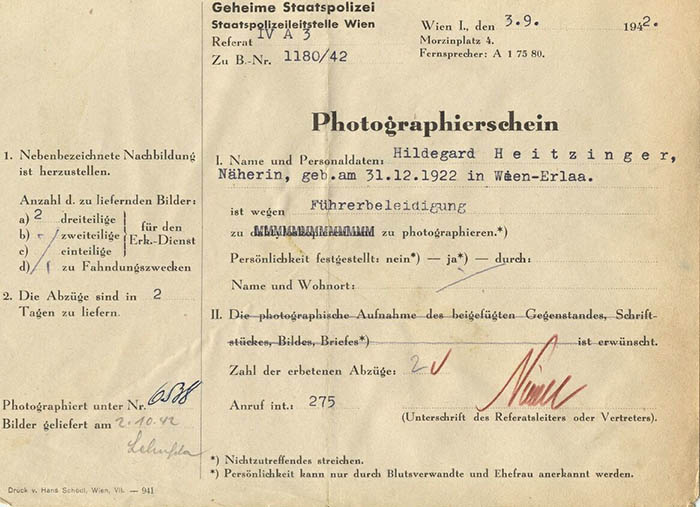 Geheime Staatspolizei
Staatspolizeileitstelle Wien
Referat IV A 3
Zu B.-Nr. 1180/42
Wien I., den 3.9. 1942.
Morzinplatz 4.
Fernsprecher: A 1 75 80.
Photographierschein
1. Nebenbezeichnete Nachbildung
ist herzustellen.
Anzahl d. zu liefernden Bilder:
a) 2 dreiteilige
b) zweiteilige
c) einteilige
d) 1 zu Fahndungszwecken
für den
Erk.-Dienst
2. Die Abzüge sind in 2
Tagen zu liefern.
Photographiert unter Nr. 6538
Bilder geliefert am 2.10.42
Druck v. Hans Schödl, Wien, VII. — 941
I. Name und Personaldaten: Hildegard Heitzinger,
Näherin, geb.am 31.12.1922 in Wien-Erlaa.
ist wegen Führerbeleidigung
zu zu photographieren.*)
Persönlichkeit festgestellt: nein*) — ja*) — durch:
Name und Wohnort:
II. Die photographische Aufnahme des beigefügten Gegenstandes, Schrift-
stückes, Bildes, Briefes*) ist erwünscht.
Zahl der erbetenen Abzüge: 2
Anruf int.: 275
(Unterschrift des Referatsleiters oder Vertreters).
*) Nichtzutreffendes streichen.
*) Persönlichkeit kann nur durch Blutsverwandte und Ehefrau anerkannt werden.